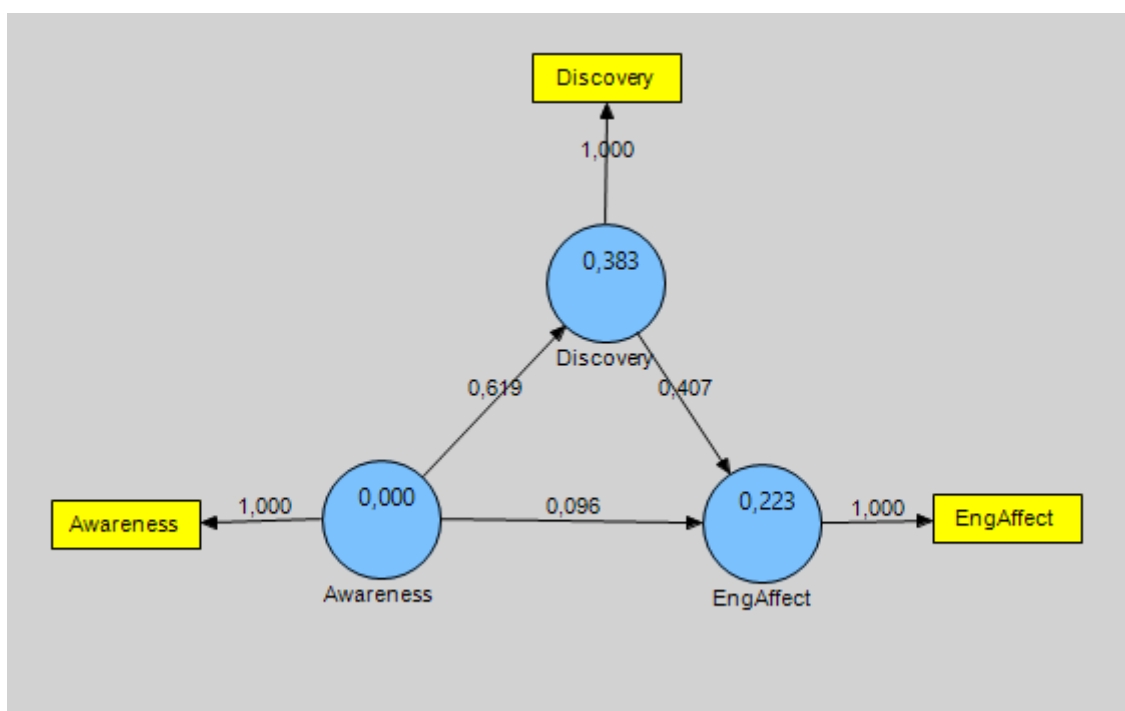 Discovery
1,000
0,383
Discovery
0,619
0,407
Awareness
1,000
0,000
Awareness
0,096
0,223
EngAffect
1,000
EngAffect